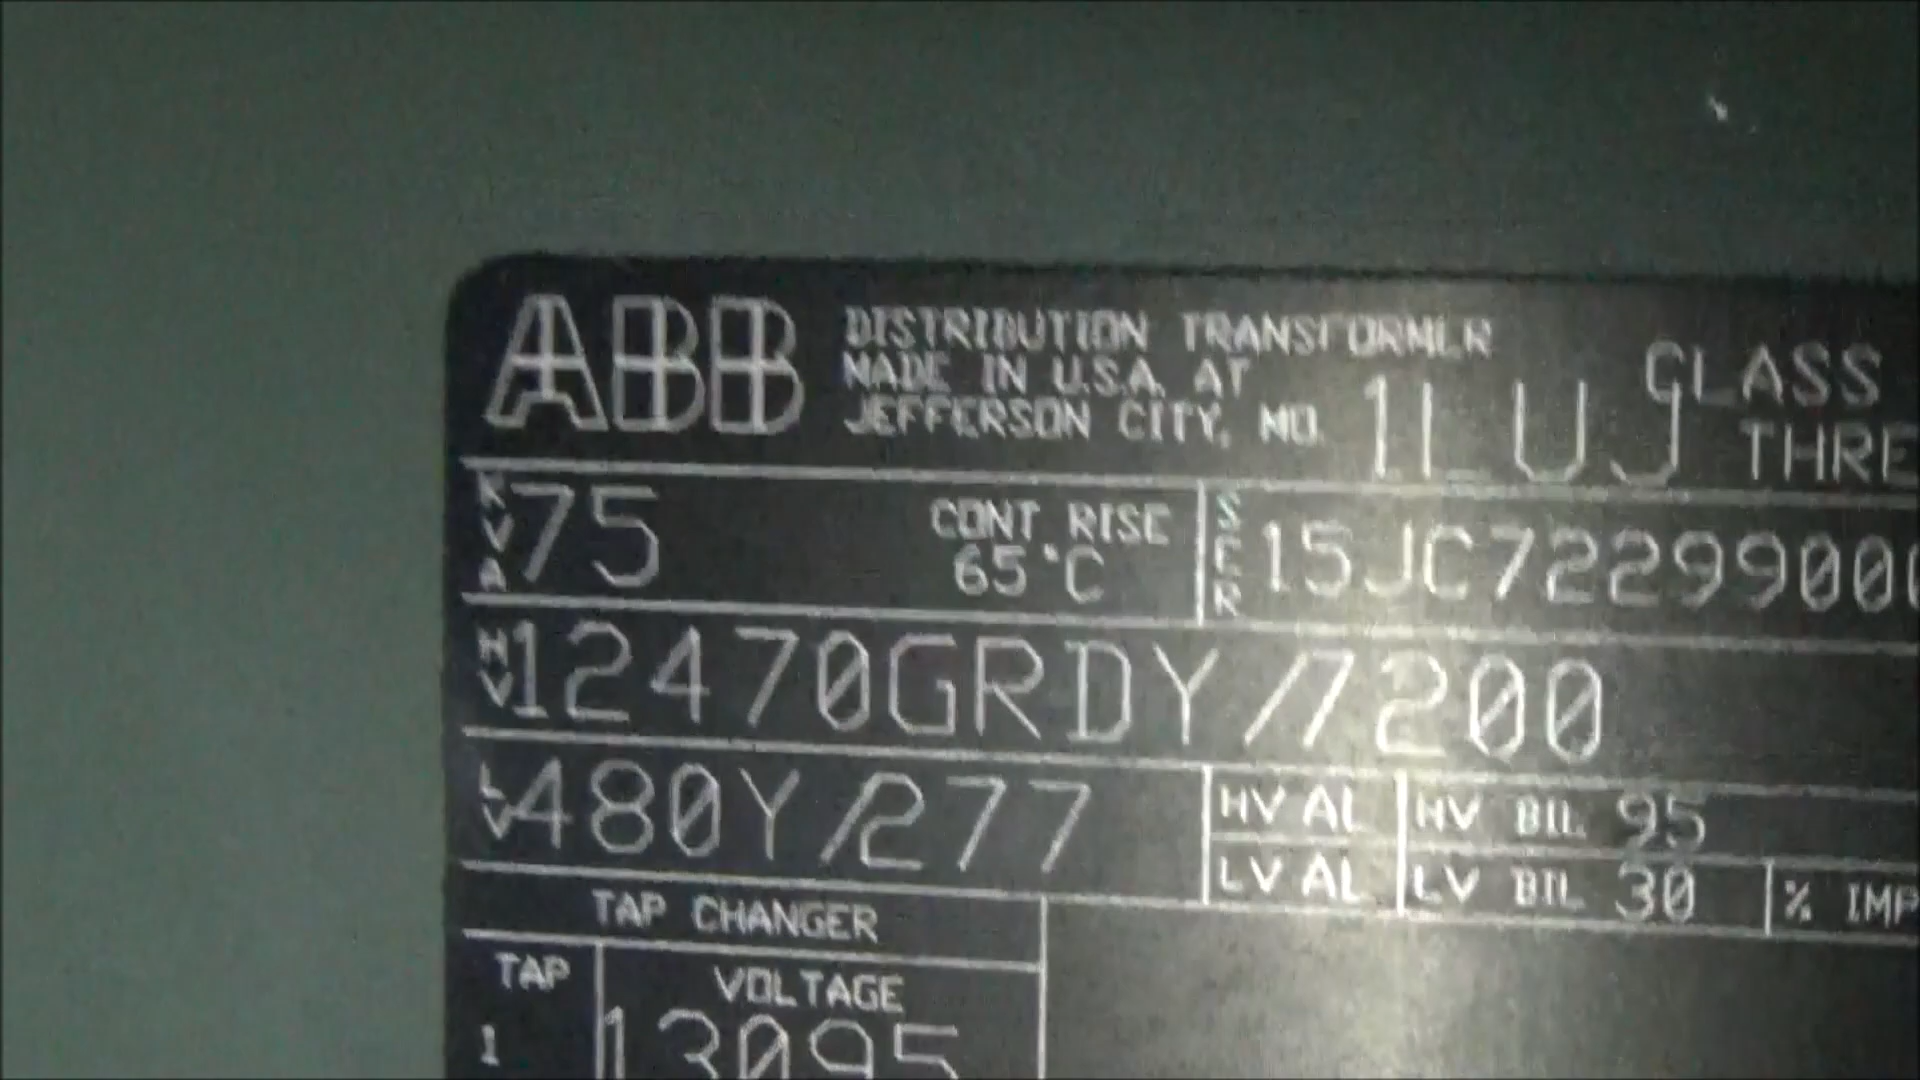 ABB
DISTRIBUTION TRANSFORMER
MADE IN U.S.A. AT
JEFFERSON CITY, MO.
1LUJ
CLASS
THRE
KVA 75
CONT RISE
65°C
SER 15JC72299000
HV 12470GRDY/7200
LV 480Y/277
HV AL
HV BIL 95
LV AL
LV BIL 30
% IMP
TAP CHANGER
TAP VOLTAGE
1 13095